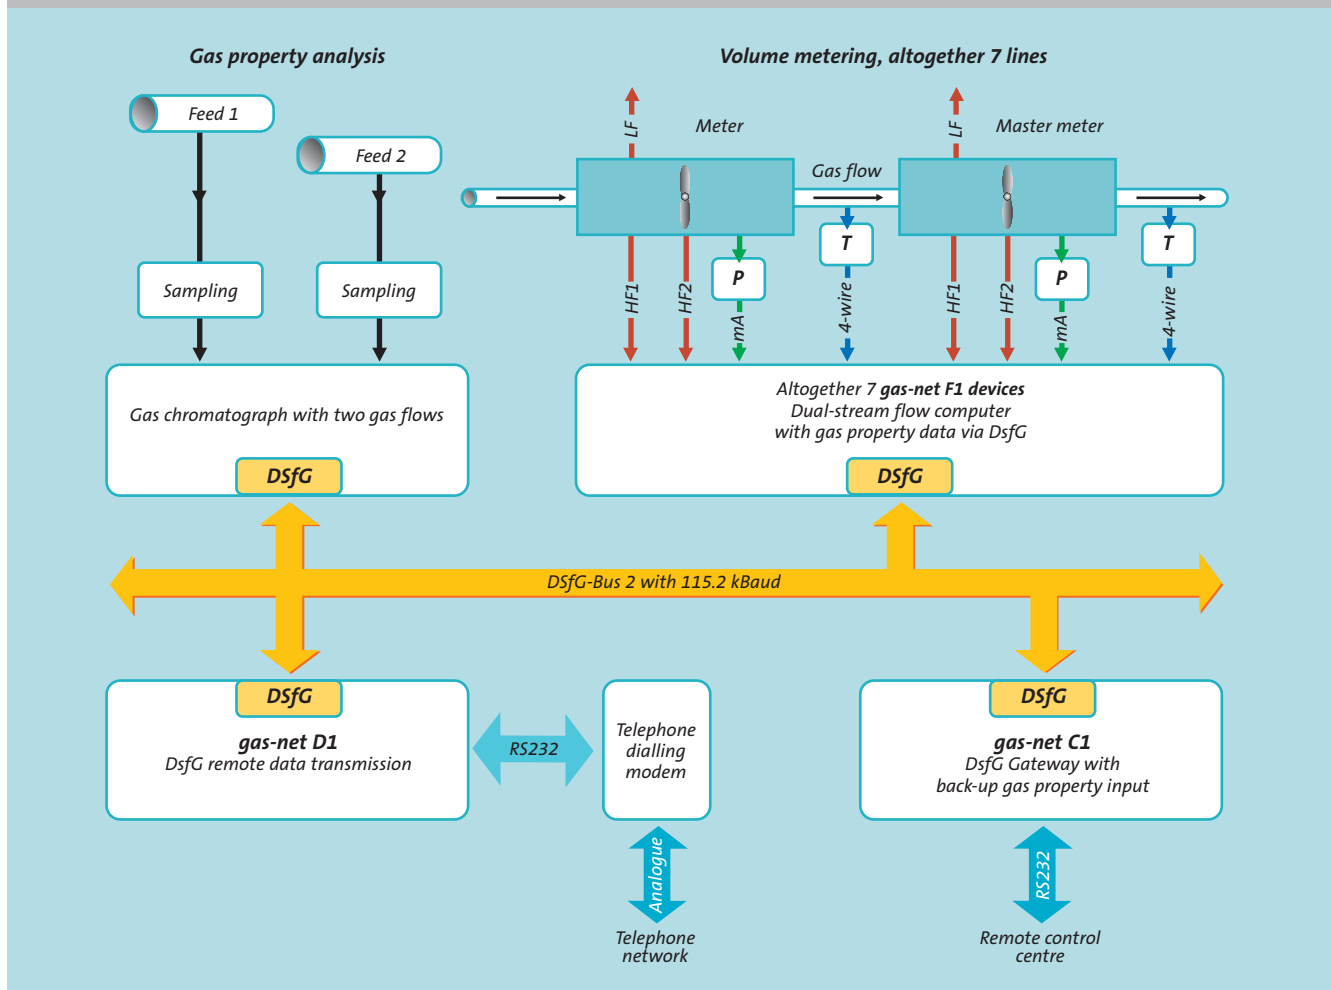 Gas property analysis
Volume metering, altogether 7 lines
Feed 1
Feed 2
Sampling
Sampling
LF
Meter
Gas flow
LF
Master meter
HF1
HF2
P
mA
T
4-wire
HF1
HF2
P
mA
T
4-wire
Gas chromatograph with two gas flows
DSfG
Altogether 7 gas-net F1 devices
Dual-stream flow computer
with gas property data via DsfG
DSfG
DSfG-Bus 2 with 115.2 kBaud
DSfG
gas-net D1
DsfG remote data transmission
RS232
Telephone
dialling
modem
Analogue
Telephone
network
DSfG
gas-net C1
DsfG Gateway with
back-up gas property input
RS232
Remote control
centre